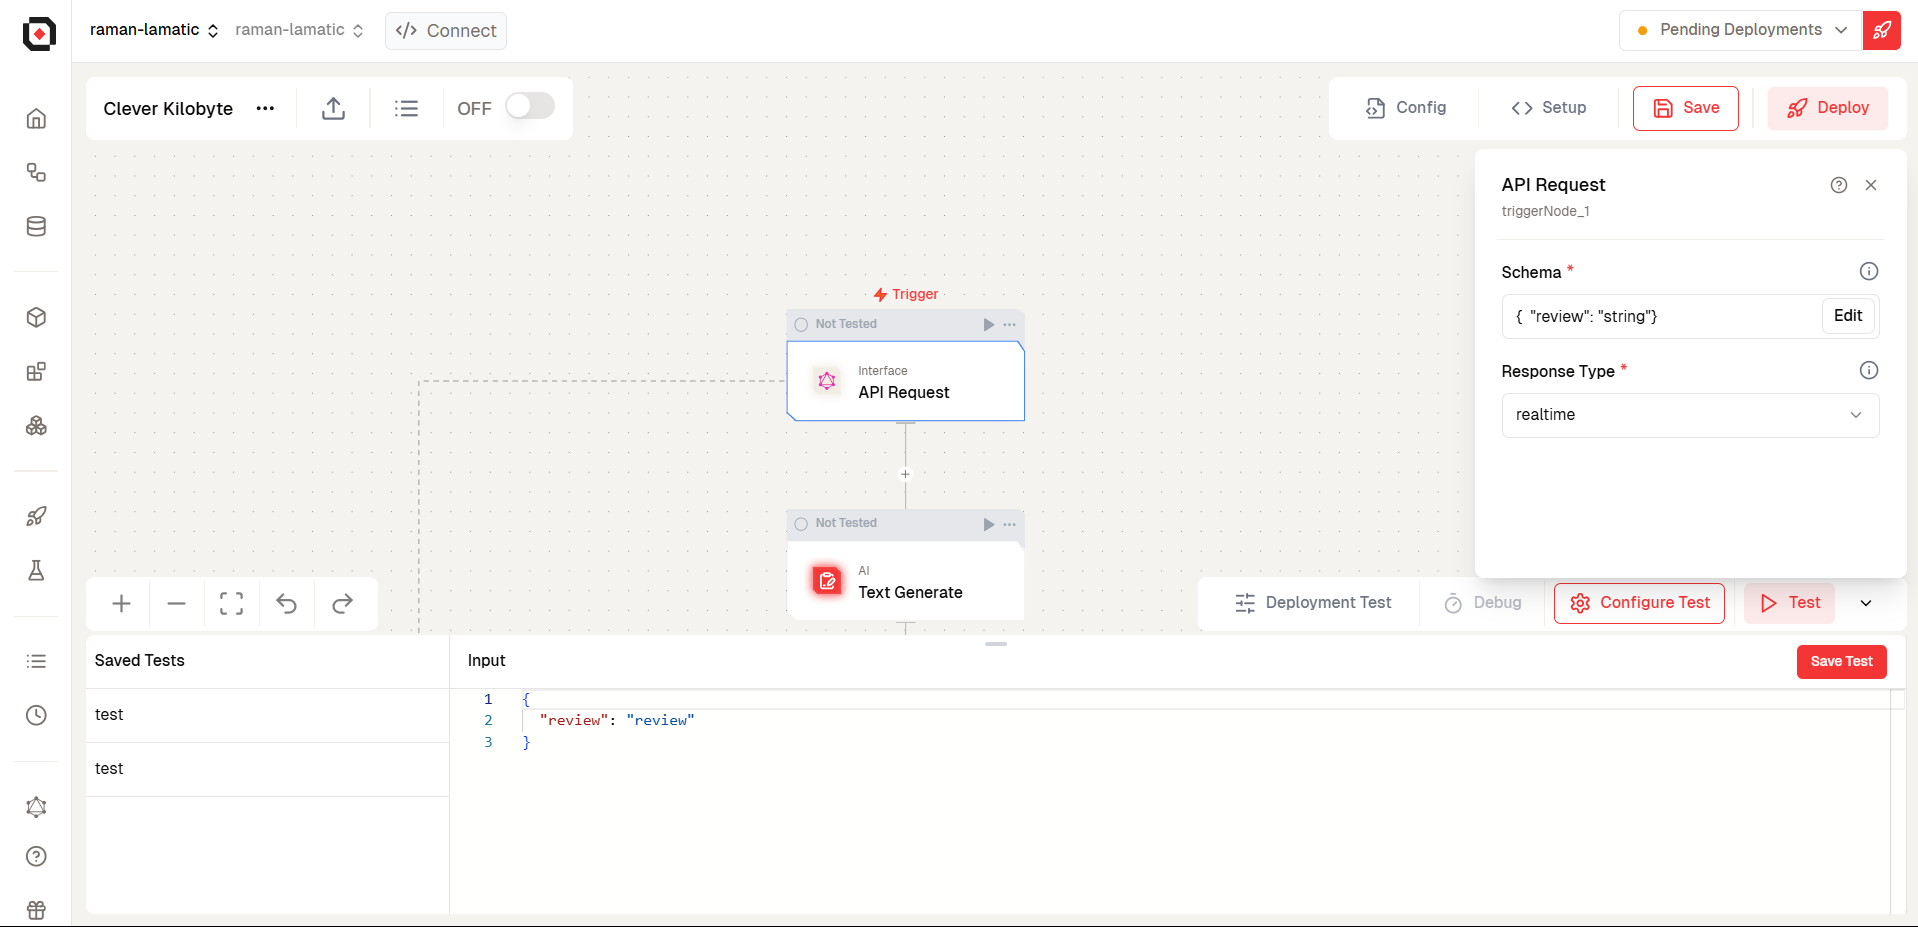 raman-lamatic raman-lamatic Connect Pending Deployments
Clever Kilobyte OFF Config Setup Save Deploy
API Request
triggerNode_1
Schema *
{ "review": "string"} Edit
Response Type *
realtime
Trigger
Not Tested
Interface
API Request
Not Tested
AI
Text Generate
Deployment Test Debug Configure Test Test
Saved Tests
test
test
Input Save Test
1 {
2 "review": "review"
3 }